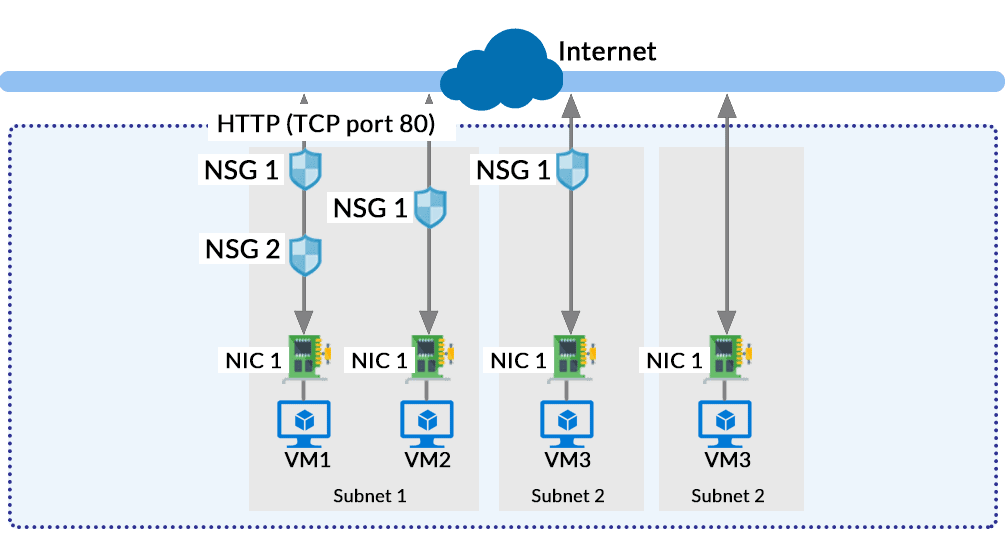 Internet
HTTP (TCP port 80)
NSG 1
NSG 1
NSG 1
NSG 2
NIC 1
NIC 1
NIC 1
NIC 1
VM1
VM2
VM3
VM3
Subnet 1
Subnet 2
Subnet 2